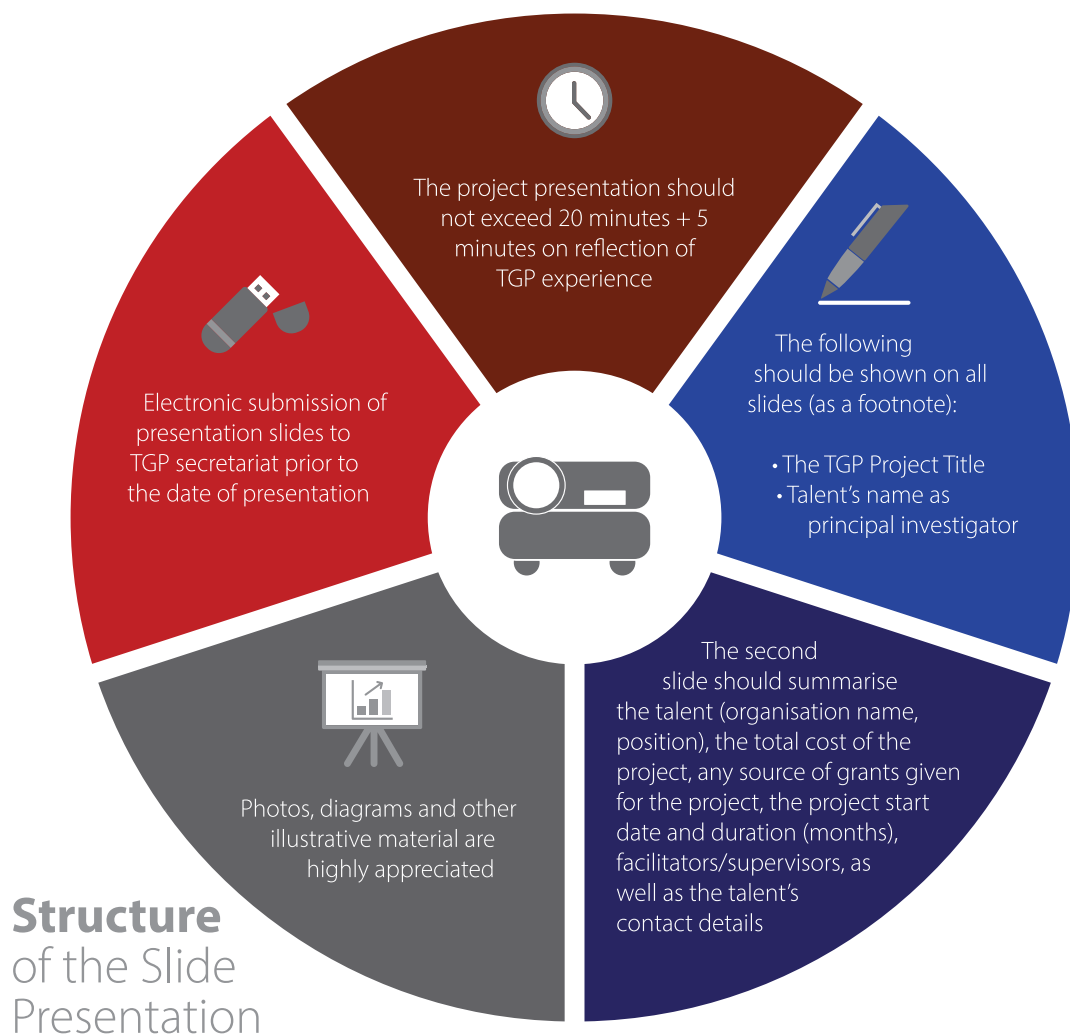 The project presentation should
not exceed 20 minutes + 5
minutes on reflection of
TGP experience
The following
should be shown on all
slides (as a footnote):
• The TGP Project Title
• Talent's name as
principal investigator
The second
slide should summarise
the talent (organisation name,
position), the total cost of the
project, any source of grants given
for the project, the project start
date and duration (months),
facilitators/supervisors, as
well as the talent's
contact details
Photos, diagrams and other
illustrative material are
highly appreciated
Electronic submission of
presentation slides to
TGP secretariat prior to
the date of presentation
Structure
of the Slide
Presentation